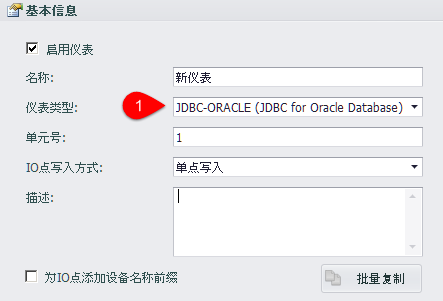 基本信息
启用仪表
名称: 新仪表
仪表类型: 1 JDBC-ORACLE (JDBC for Oracle Database)
单元号: 1
IO点写入方式: 单点写入
描述:
为IO点添加设备名称前缀 批量复制